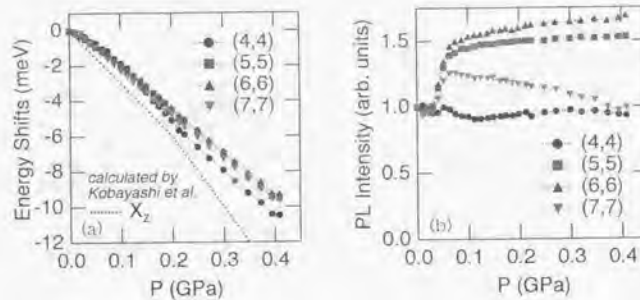 0
-2
-4
-6
-8
-10
-12
Energy Shifts (meV)
(4,4)
(5,5)
(6,6)
(7,7)
calculated by
Kobayashi et al.
Xz
(a)
0.0 0.1 0.2 0.3 0.4
P (GPa)
1.5
1.0
0.5
0.0
PL Intensity (arb. units)
(4,4)
(5,5)
(6,6)
(7,7)
(b)
0.0 0.1 0.2 0.3 0.4
P (GPa)